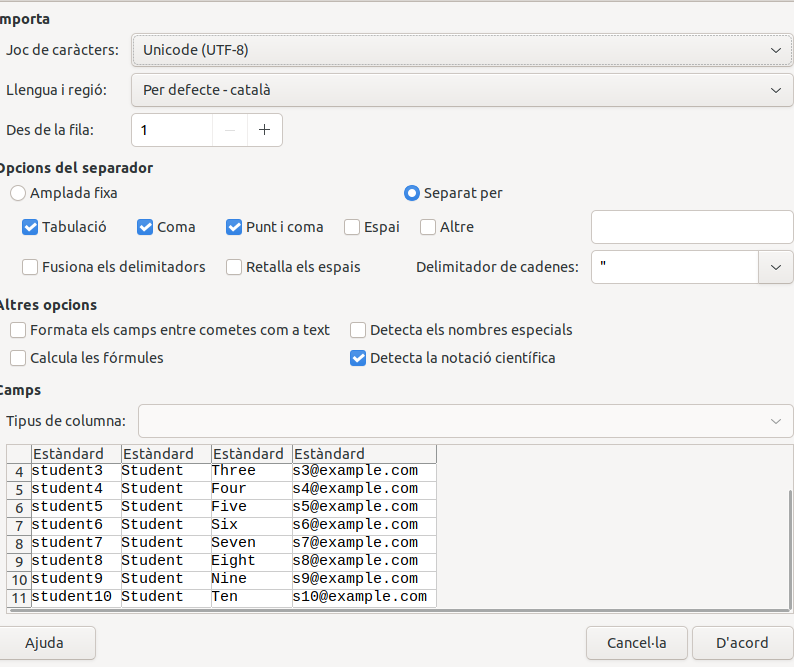 mporta
Joc de caràcters: Unicode (UTF-8)
Llengua i regió: Per defecte - català
Des de la fila: 1 − +
Opcions del separador
Amplada fixa Separat per
Tabulació Coma Punt i coma Espai Altre
Fusiona els delimitadors Retalla els espais Delimitador de cadenes: "
Altres opcions
Formata els camps entre cometes com a text Detecta els nombres especials
Calcula les fórmules Detecta la notació científica
Camps
Tipus de columna:
Estàndard Estàndard Estàndard Estàndard
4 student3 Student Three s3@example.com
5 student4 Student Four s4@example.com
6 student5 Student Five s5@example.com
7 student6 Student Six s6@example.com
8 student7 Student Seven s7@example.com
9 student8 Student Eight s8@example.com
10 student9 Student Nine s9@example.com
11 student10 Student Ten s10@example.com
Ajuda Cancel·la D'acord